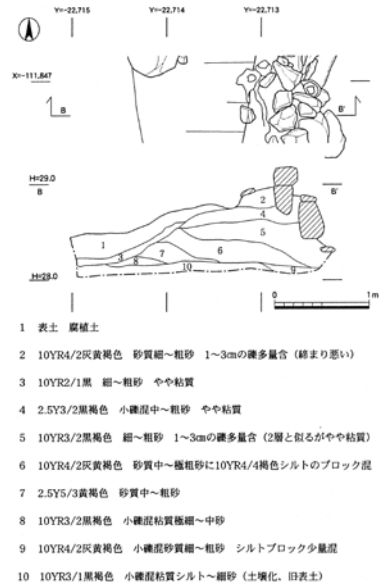 Y=-22,715 Y=-22,714 Y=-22,713
X=-111,847
B B'
H=29.0
B B'
2
4
1 5
3 7 6
8 10 9
H=28.0
0 1m
1 表土 腐植土
2 10YR4/2灰黄褐色 砂質細～粗砂 1～3cmの礫多量含（締まり悪い）
3 10YR2/1黒 細～粗砂 やや粘質
4 2.5Y3/2黒褐色 小礫混中～粗砂 やや粘質
5 10YR3/2黒褐色 細～粗砂 1～3cmの礫多量含（2層と似るがやや粘質）
6 10YR4/2灰黄褐色 砂質中～極粗砂に10YR4/4褐色シルトのブロック混
7 2.5Y5/3黄褐色 砂質中～粗砂
8 10YR3/2黒褐色 小礫混粘質極細～中砂
9 10YR4/2灰黄褐色 小礫混砂質細～粗砂 シルトブロック少量混
10 10YR3/1黒褐色 小礫混粘質シルト～細砂（土壌化、旧表土）